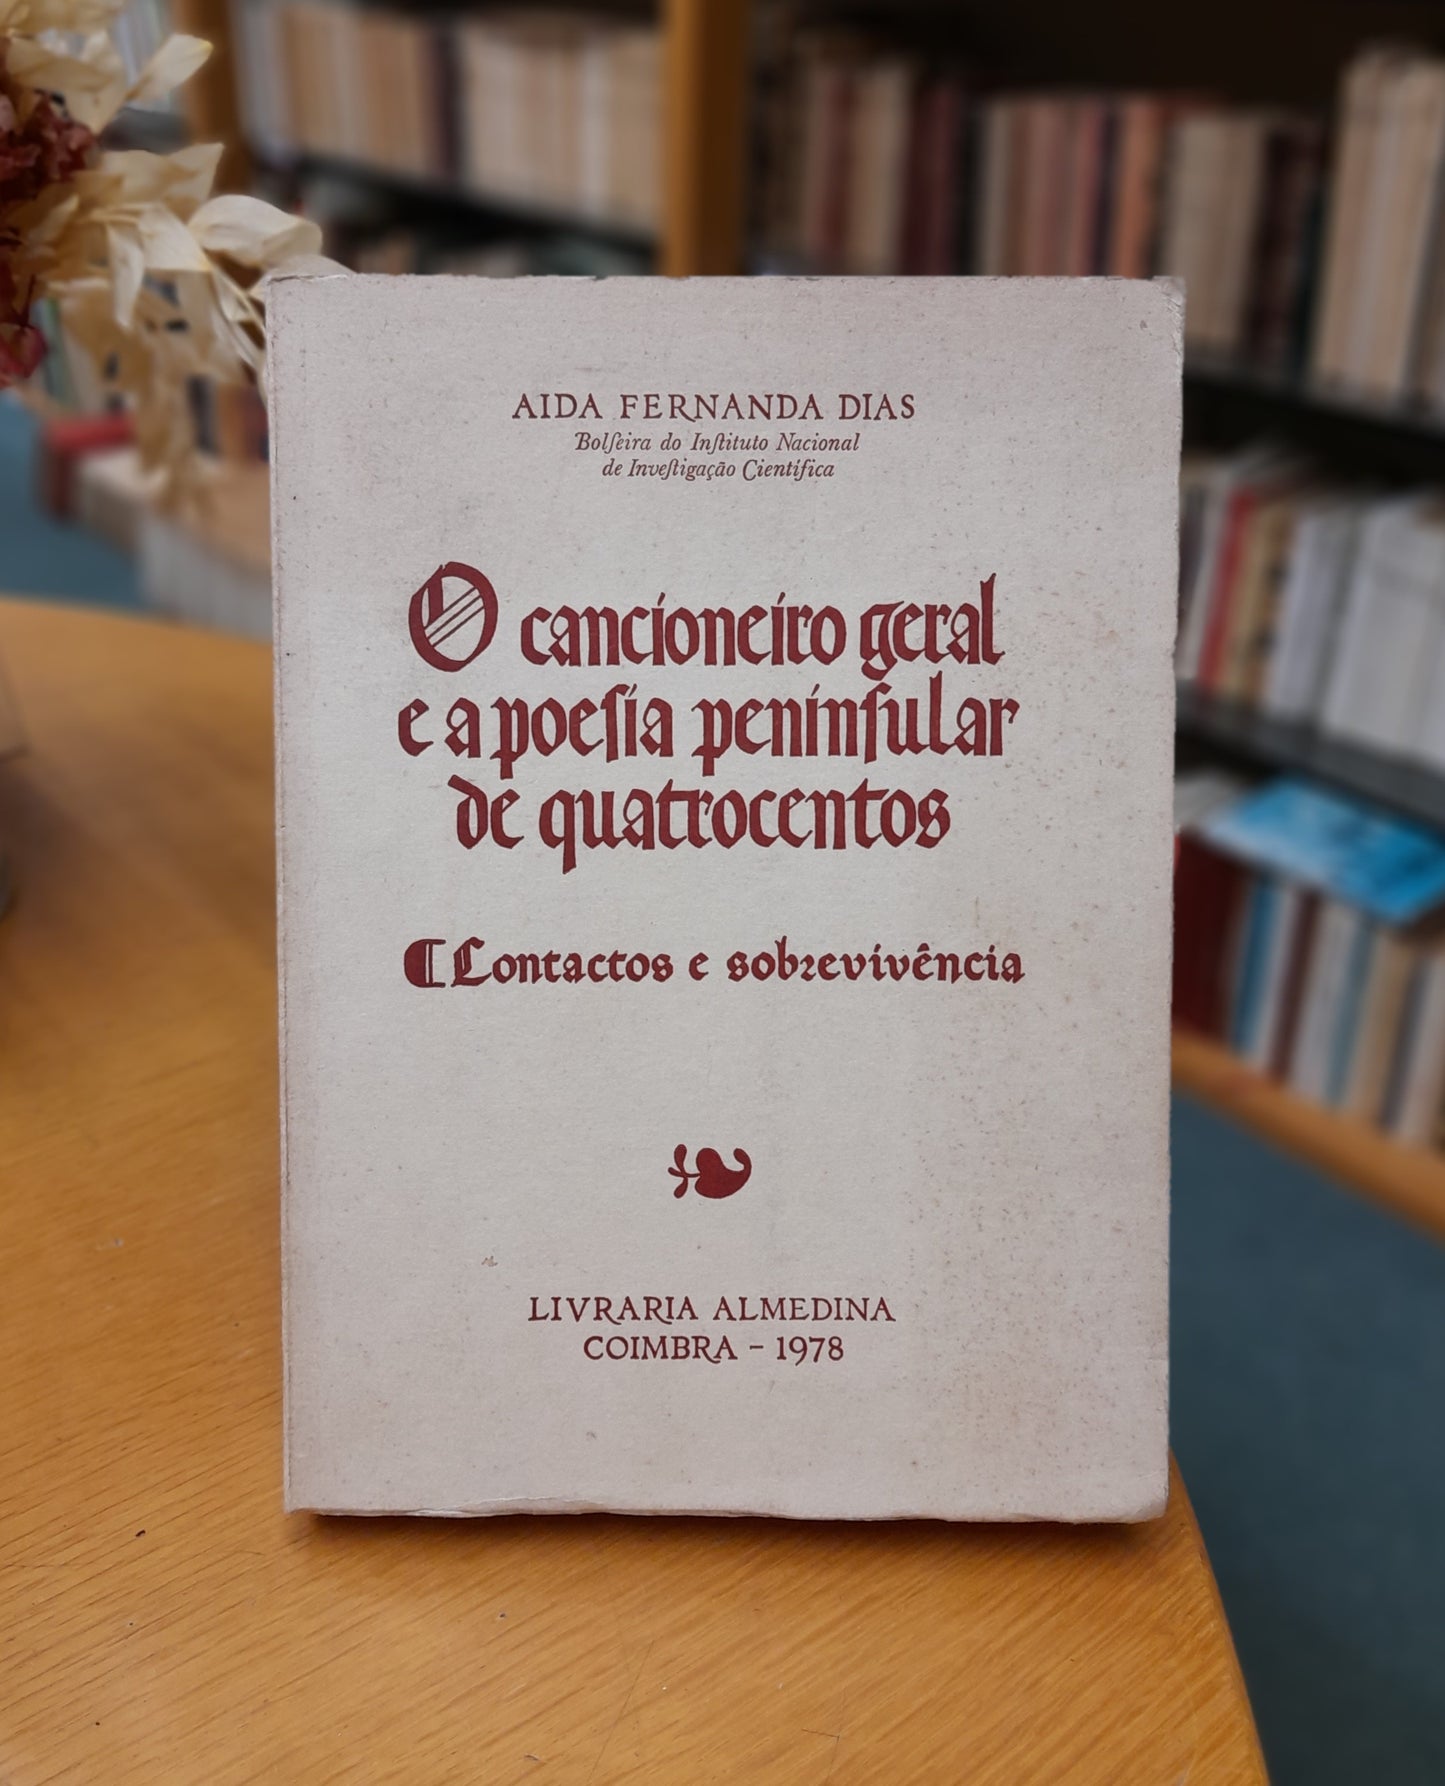 AIDA FERNANDA DIAS
Bolſeira do Inſtituto Nacional
de Inveſtigação Científica
O cancioneiro geral
e a poeſia peninſular
de quatrocentos
Contactos e sobrevivência
LIVRARIA ALMEDINA
COIMBRA - 1978